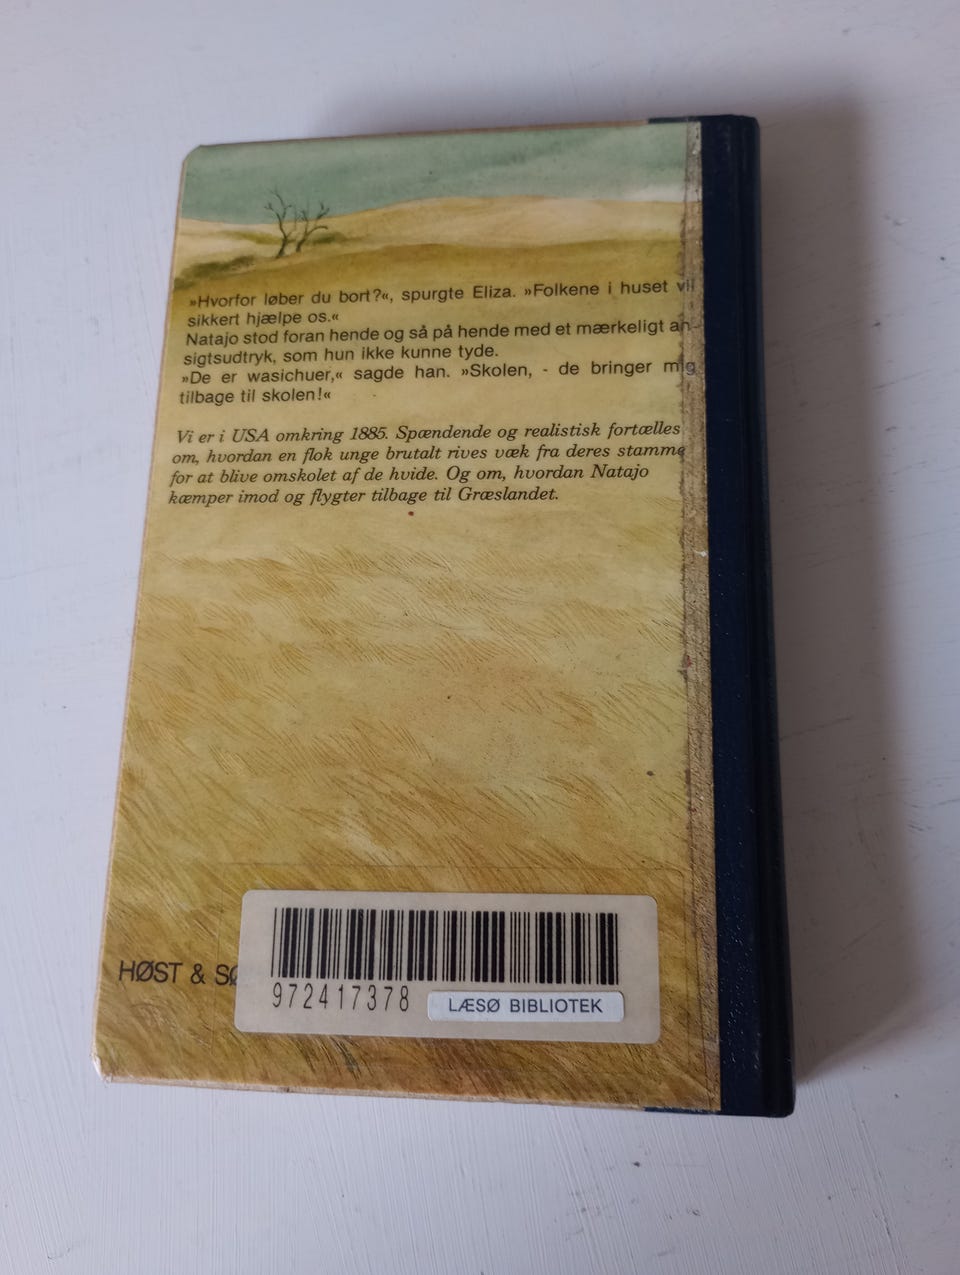 »Hvorfor løber du bort?«, spurgte Eliza. »Folkene i huset vil
sikkert hjælpe os.«
Natajo stod foran hende og så på hende med et mærkeligt an-
sigtsudtryk, som hun ikke kunne tyde.
»De er wasichuer,« sagde han. »Skolen, - de bringer mig
tilbage til skolen!«
Vi er i USA omkring 1885. Spændende og realistisk fortælles
om, hvordan en flok unge brutalt rives væk fra deres stamme
for at blive omskolet af de hvide. Og om, hvordan Natajo
kæmper imod og flygter tilbage til Græslandet.
HØST & SØ
972417378
LÆSØ BIBLIOTEK